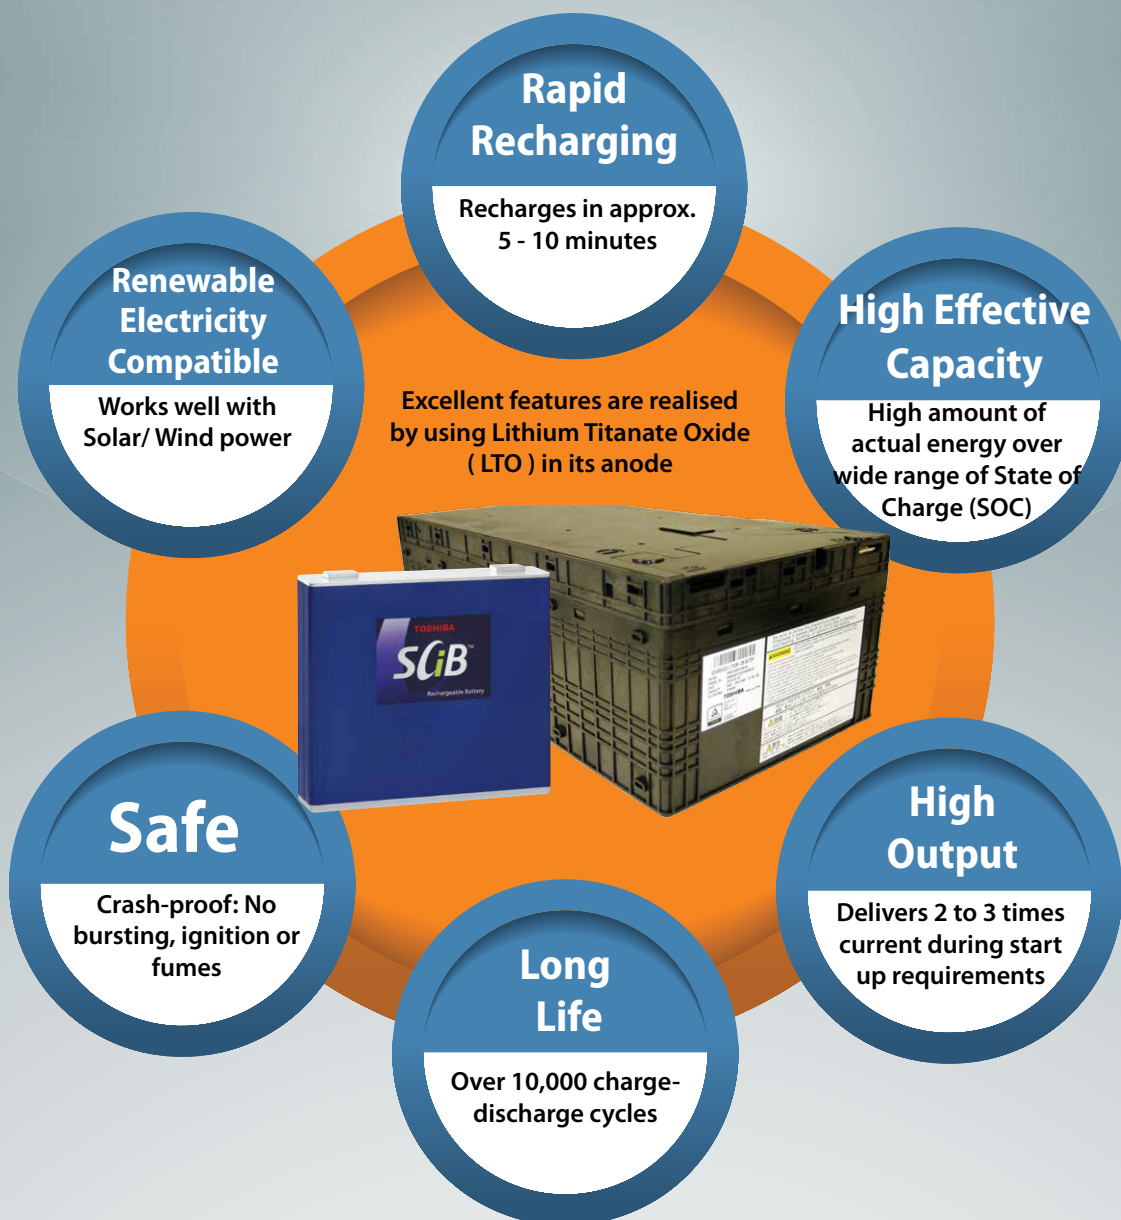 Rapid
Recharging
Recharges in approx.
5 - 10 minutes
Renewable
Electricity
Compatible
Works well with
Solar/ Wind power
High Effective
Capacity
High amount of
actual energy over
wide range of State of
Charge (SOC)
Excellent features are realised
by using Lithium Titanate Oxide
( LTO ) in its anode
TOSHIBA
SCiB™
Rechargeable Battery
WARNING
TOSHIBA
Safe
Crash-proof: No
bursting, ignition or
fumes
High
Output
Delivers 2 to 3 times
current during start
up requirements
Long
Life
Over 10,000 charge-
discharge cycles